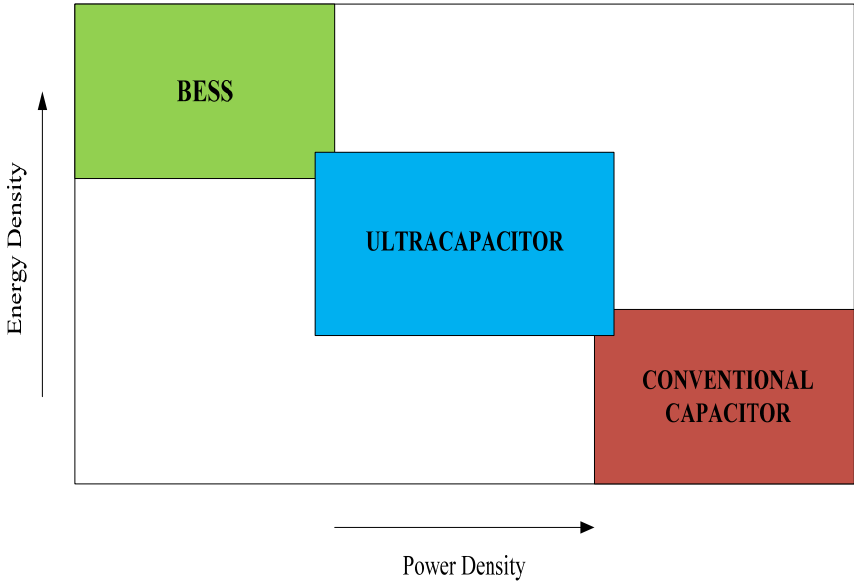 BESS
Energy Density
ULTRACAPACITOR
CONVENTIONAL
CAPACITOR
Power Density